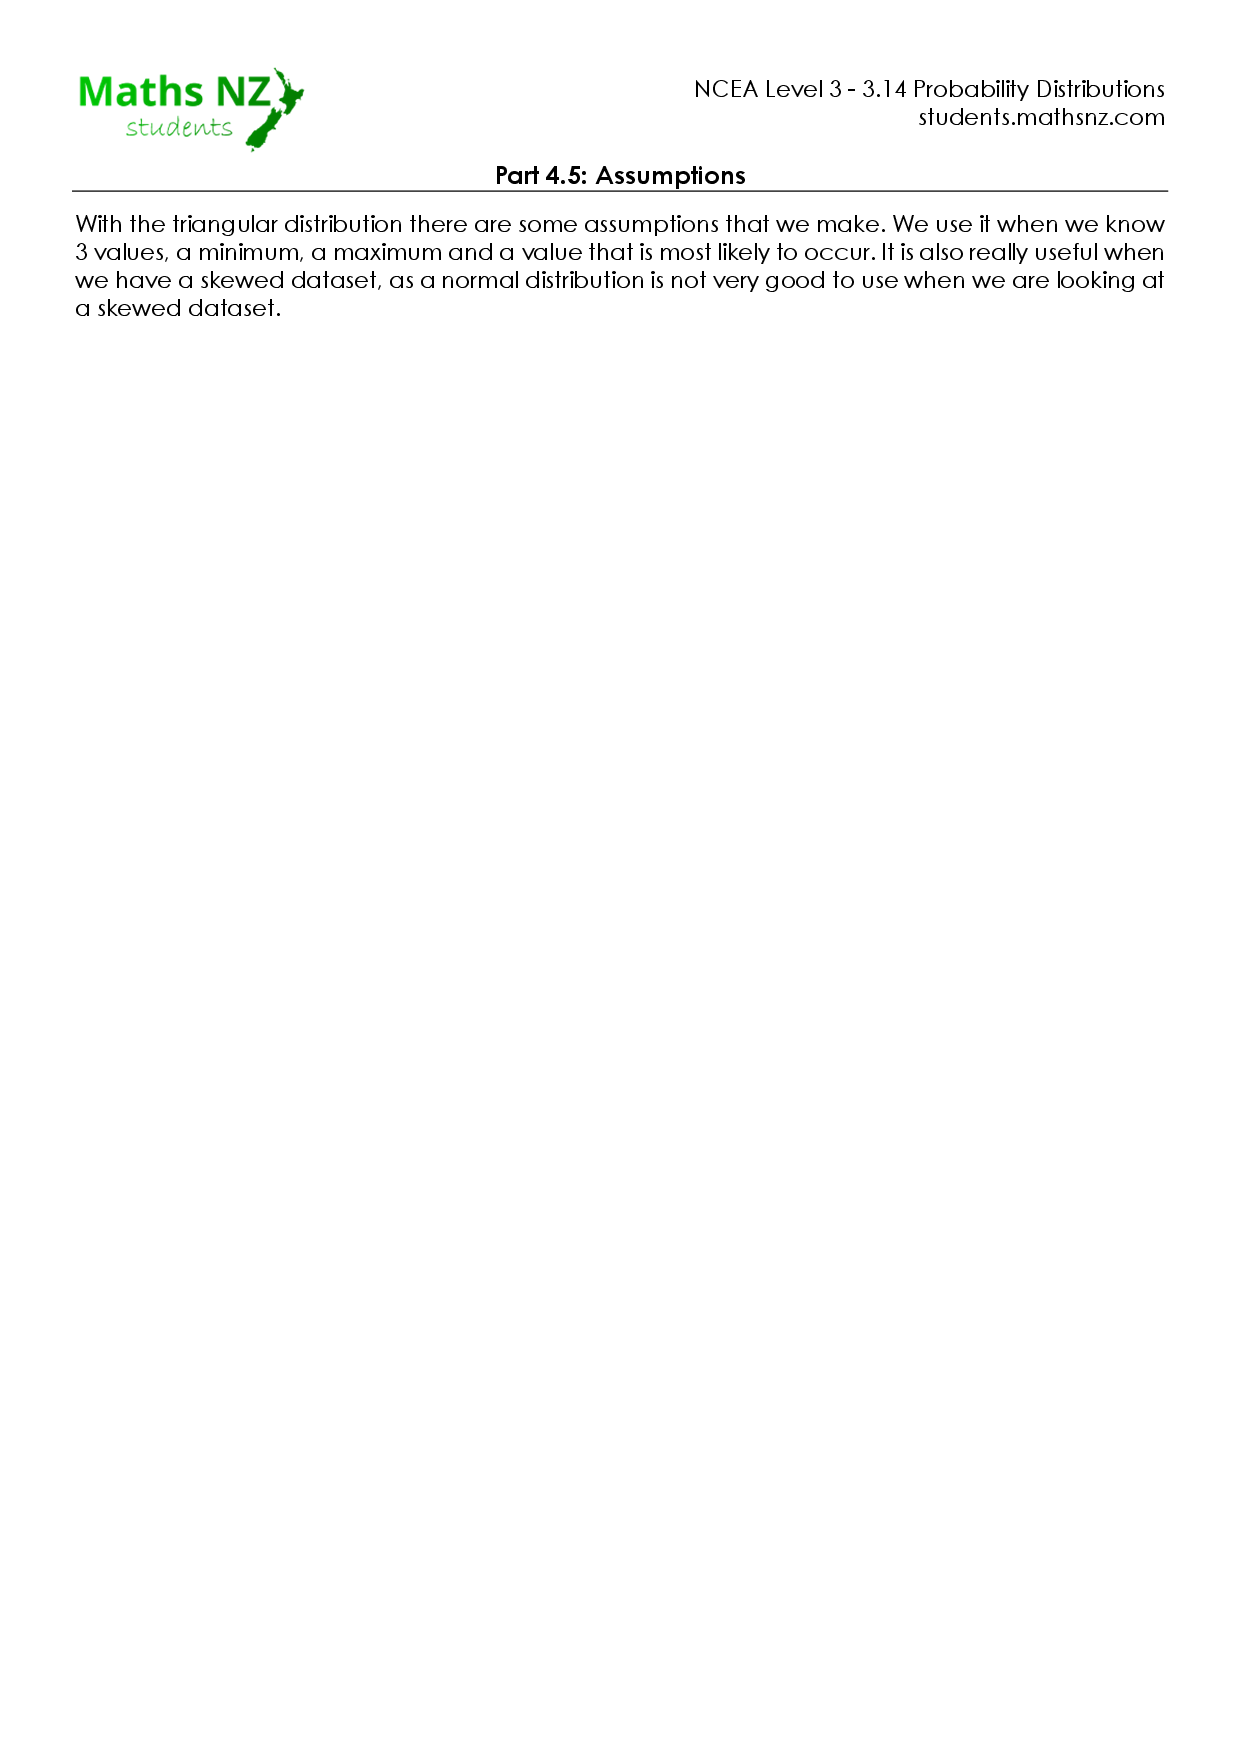 Maths NZ
students
NCEA Level 3 - 3.14 Probability Distributions
students.mathsnz.com
Part 4.5: Assumptions
With the triangular distribution there are some assumptions that we make. We use it when we know
3 values, a minimum, a maximum and a value that is most likely to occur. It is also really useful when
we have a skewed dataset, as a normal distribution is not very good to use when we are looking at
a skewed dataset.